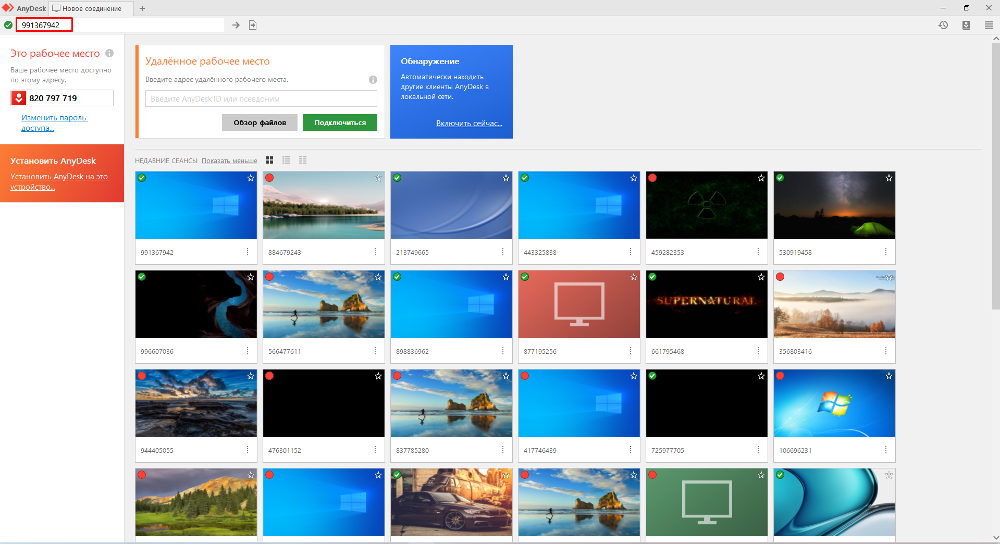 AnyDesk
Новое соединение
991367942
Это рабочее место
Ваше рабочее место доступно
по этому адресу.
820 797 719
Изменить пароль
доступа...
Установить AnyDesk
Установить AnyDesk на это
устройство...
Удалённое рабочее место
Введите адрес удалённого рабочего места.
Введите AnyDesk ID или псевдоним
Обзор файлов
Подключиться
Обнаружение
Автоматически находить
другие клиенты AnyDesk в
локальной сети.
Включить сейчас...
НЕДАВНИЕ СЕАНСЫ Показать меньше
991367942
884679243
213749665
443325838
459282353
530919458
SUPERNATURAL
996607036
566477611
898836962
877195256
661795468
356803416
944405055
476301152
837785280
417746439
725977705
106696231